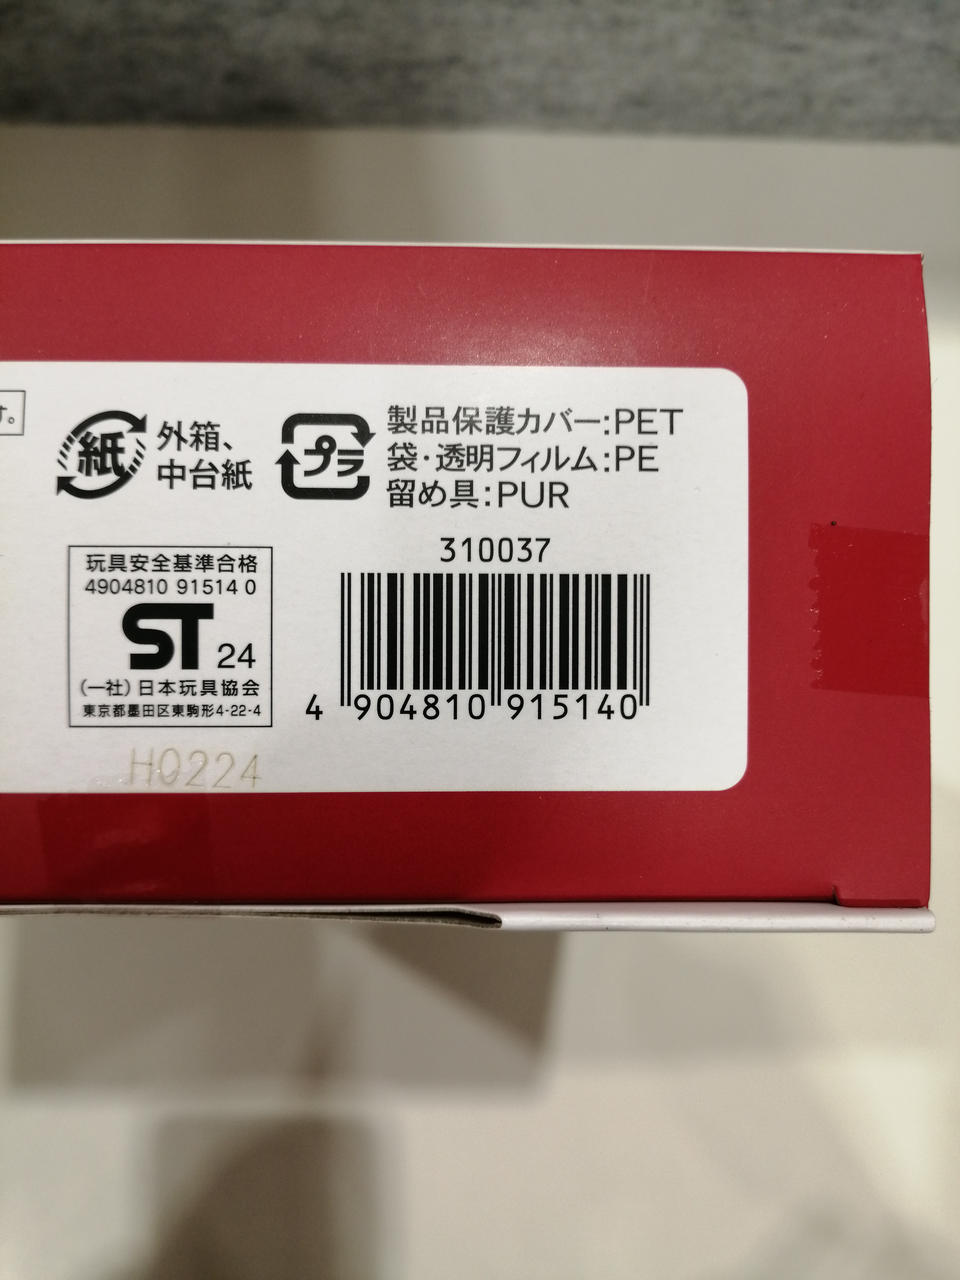 す。
紙
外箱、
中台紙
プラ
製品保護カバー:PET
袋・透明フィルム:PE
留め具:PUR
玩具安全基準合格
4904810 91514 0
ST 24
(一社)日本玩具協会
東京都墨田区東駒形4-22-4
310037
4 904810 915140
H0224